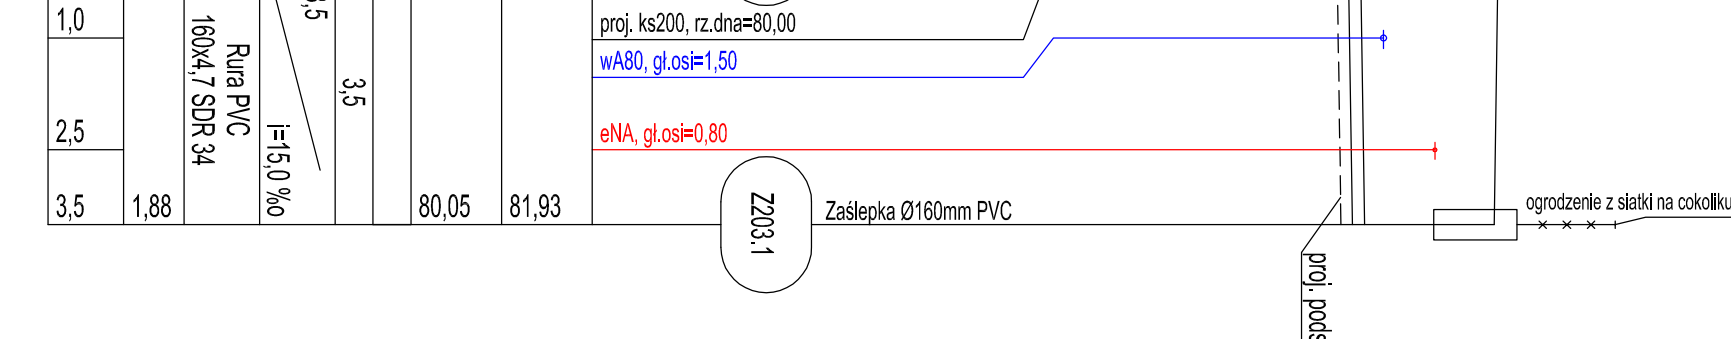 1,0
160x4,7 SDR 34
Rura PVC
i=15,0 ‰
3,5
proj. ks200, rz.dna=80,00
wA80, gł.osi=1,50
2,5
eNA, gł.osi=0,80
3,5
1,88
80,05
81,93
Z203.1
Zaślepka Ø160mm PVC
ogrodzenie z siatki na cokoliku
proj.